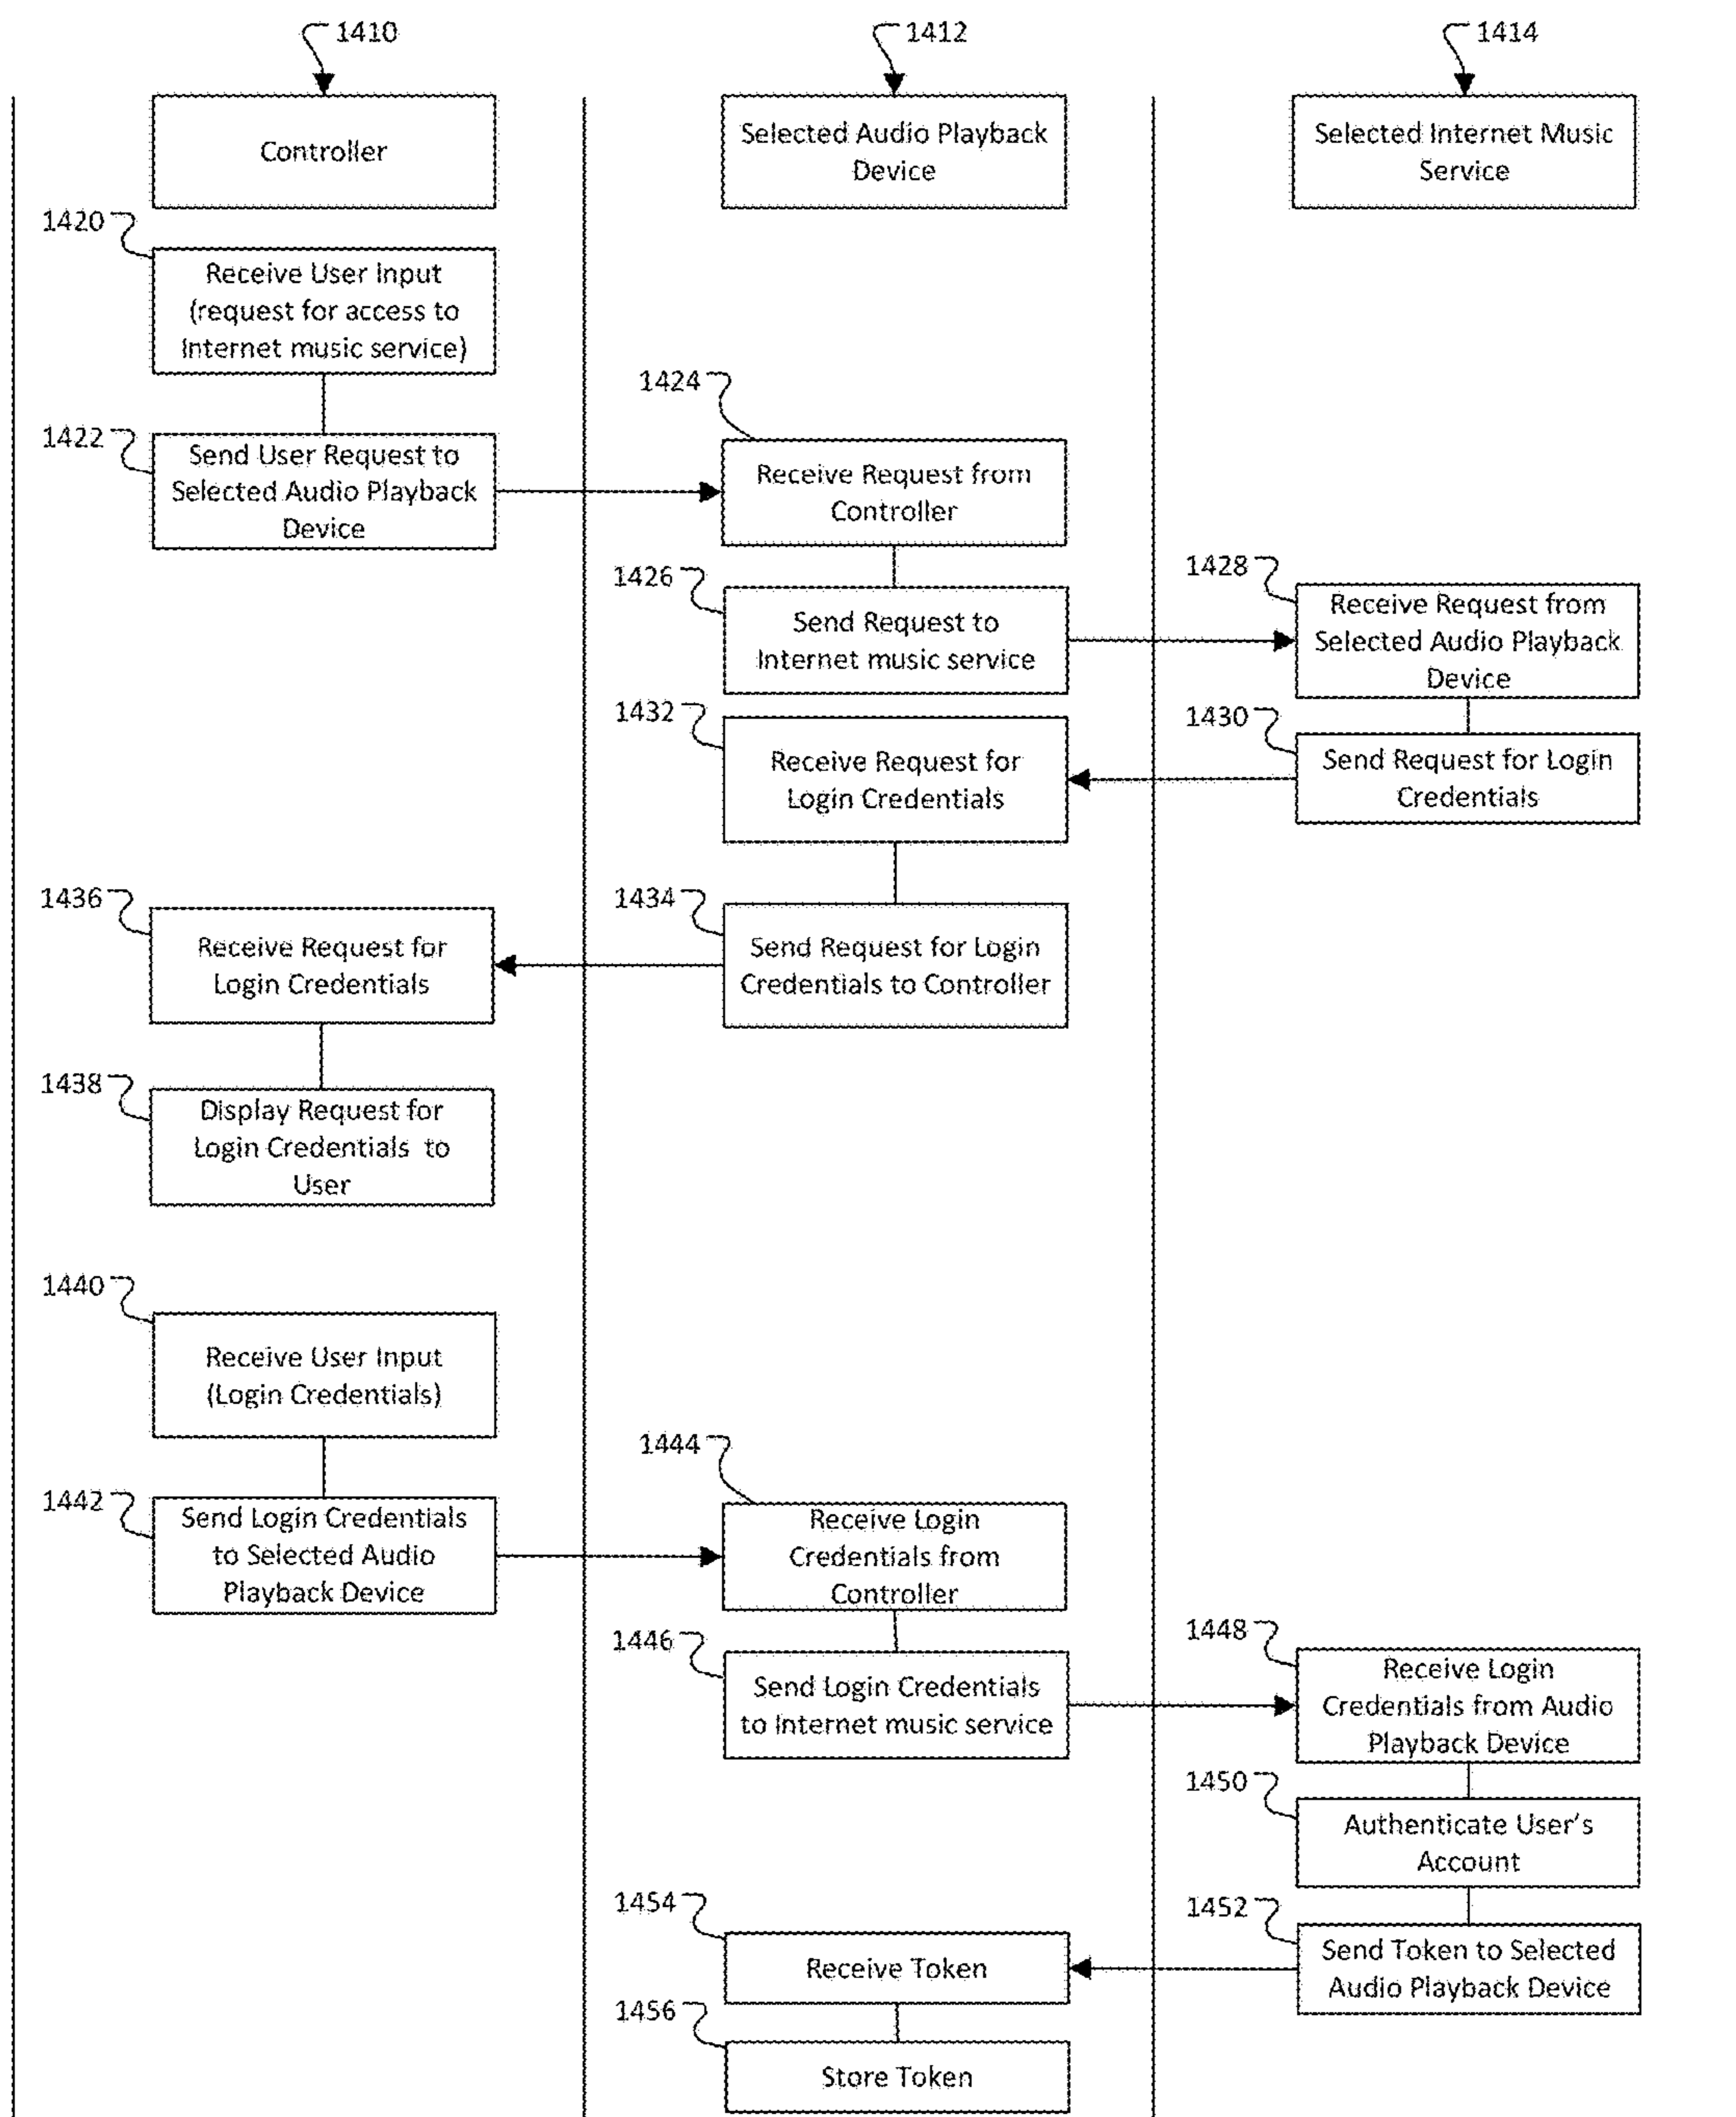 1410
1412
1414
Controller
Selected Audio Playback
Device
Selected Internet Music
Service
1420
Receive User Input
(request for access to
Internet music service)
1422
Send User Request to
Selected Audio Playback
Device
1424
Receive Request from
Controller
1426
Send Request to
Internet music service
1428
Receive Request from
Selected Audio Playback
Device
1430
Send Request for Login
Credentials
1432
Receive Request for
Login Credentials
1434
Send Request for Login
Credentials to Controller
1436
Receive Request for
Login Credentials
1438
Display Request for
Login Credentials to
User
1440
Receive User Input
(Login Credentials)
1442
Send Login Credentials
to Selected Audio
Playback Device
1444
Receive Login
Credentials from
Controller
1446
Send Login Credentials
to Internet music service
1448
Receive Login
Credentials from Audio
Playback Device
1450
Authenticate User's
Account
1452
Send Token to Selected
Audio Playback Device
1454
Receive Token
1456
Store Token